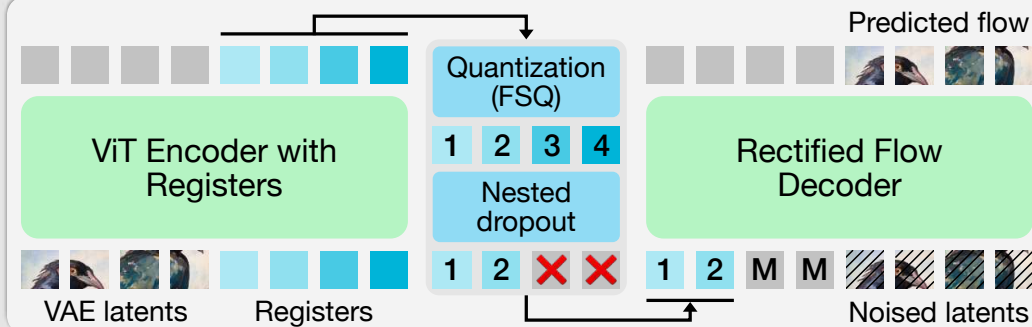 Predicted flow
ViT Encoder with
Registers
Quantization
(FSQ)
1 2 3 4
Nested
dropout
1 2
Rectified Flow
Decoder
1 2 M M
VAE latents
Registers
Noised latents